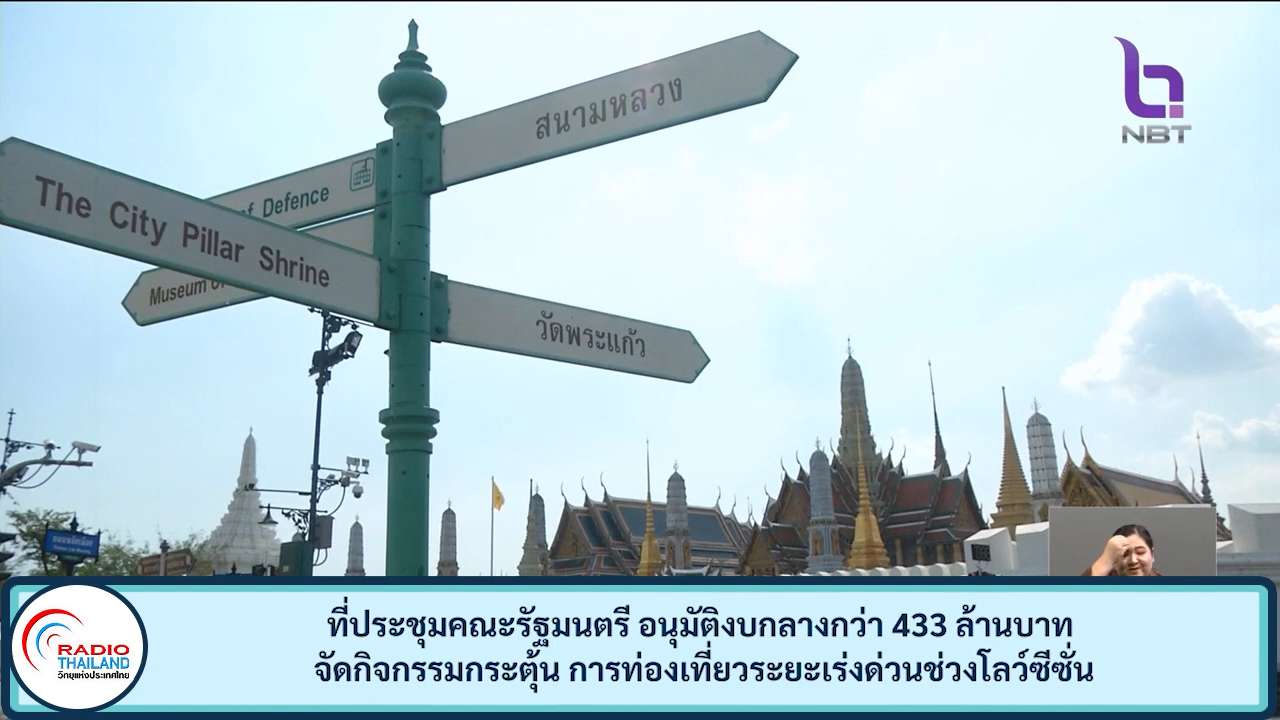 สนามหลวง
NBT
of Defence
The City Pillar Shrine
Museum of
วัดพระแก้ว
ที่ประชุมคณะรัฐมนตรี อนุมัติงบกลางกว่า 433 ล้านบาท
จัดกิจกรรมกระตุ้น การท่องเที่ยวระยะเร่งด่วนช่วงโลว์ซีซั่น
RADIO
THAILAND
วิทยุแห่งประเทศไทย